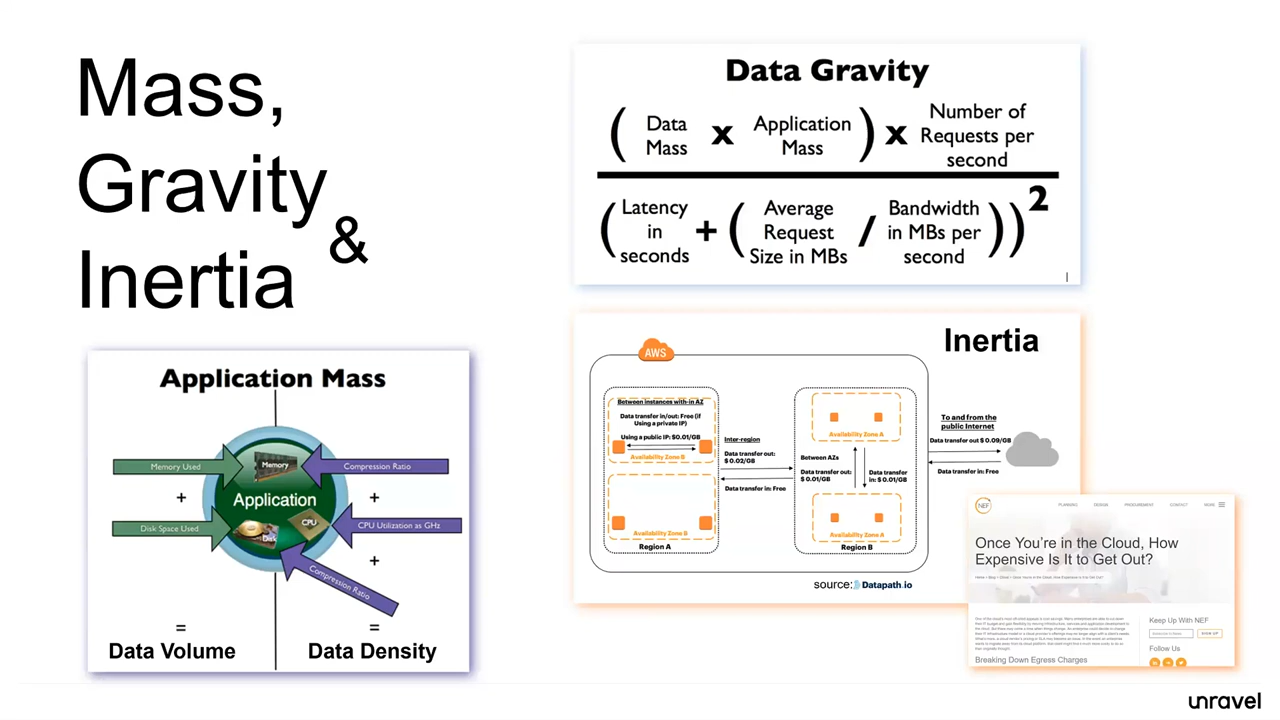 Mass,
Gravity
&
Inertia
Data Gravity
( Data Mass x Application Mass ) x Number of Requests per second
( Latency in seconds + ( Average Request Size in MBs / Bandwidth in MBs per second ) ) 2
Application Mass
Memory Used
Memory
Compression Ratio
+
+
Application
Disk Space Used
Disk
CPU
CPU Utilization as GHz
+
Compression Ratio
=
=
Data Volume
Data Density
Inertia
AWS
Between instances with-in AZ
Data transfer in/out: Free (if
Using a private IP)
Using a public IP: $0.01/GB
Availability Zone B
Availability Zone B
Region A
Inter-region
Data transfer out:
$ 0.02/GB
Data transfer in: Free
Availability Zone A
Between AZs
Data transfer out:
$ 0.01/GB
Data transfer
in: $ 0.01/GB
Availability Zone A
Region B
To and from the
public Internet
Data transfer out $ 0.09/GB
Data transfer in: Free
source: Datapath.io
NEF
PLANNING DESIGN PROCUREMENT CONTACT MORE
Once You're in the Cloud, How
Expensive Is It to Get Out?
Keep Up With NEF
SIGN UP
Follow Us
Breaking Down Egress Charges
unravel